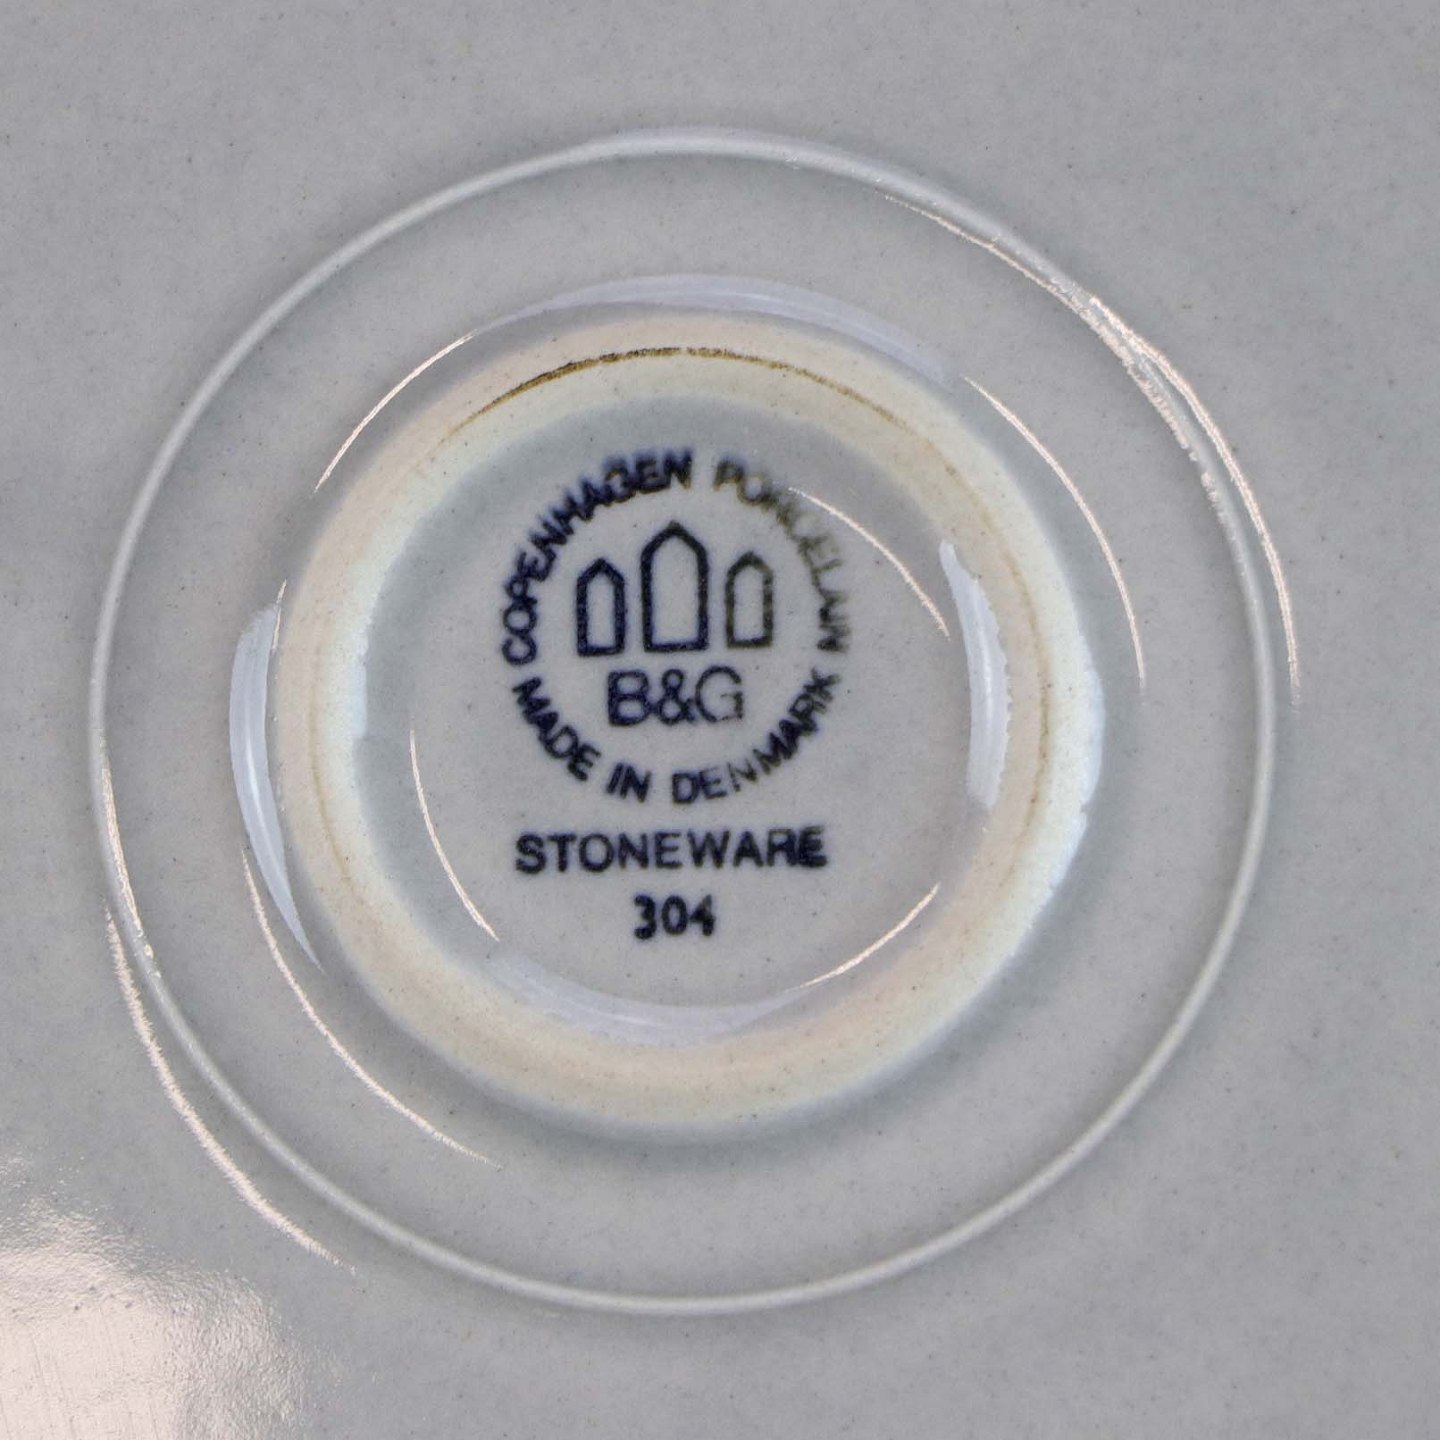 COPENHAGEN PORCELAIN
B&G
MADE IN DENMARK
STONEWARE
304